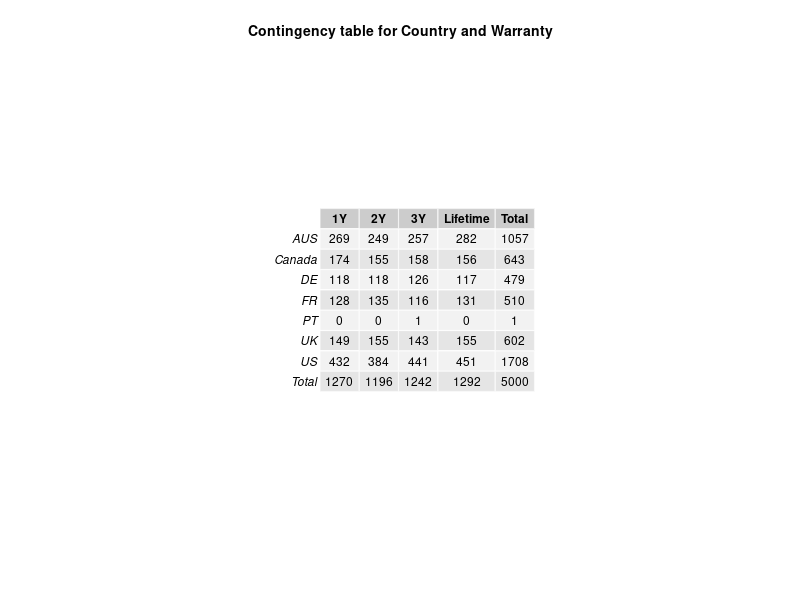 Contingency table for Country and Warranty
1Y 2Y 3Y Lifetime Total
AUS 269 249 257 282 1057
Canada 174 155 158 156 643
DE 118 118 126 117 479
FR 128 135 116 131 510
PT 0 0 1 0 1
UK 149 155 143 155 602
US 432 384 441 451 1708
Total 1270 1196 1242 1292 5000